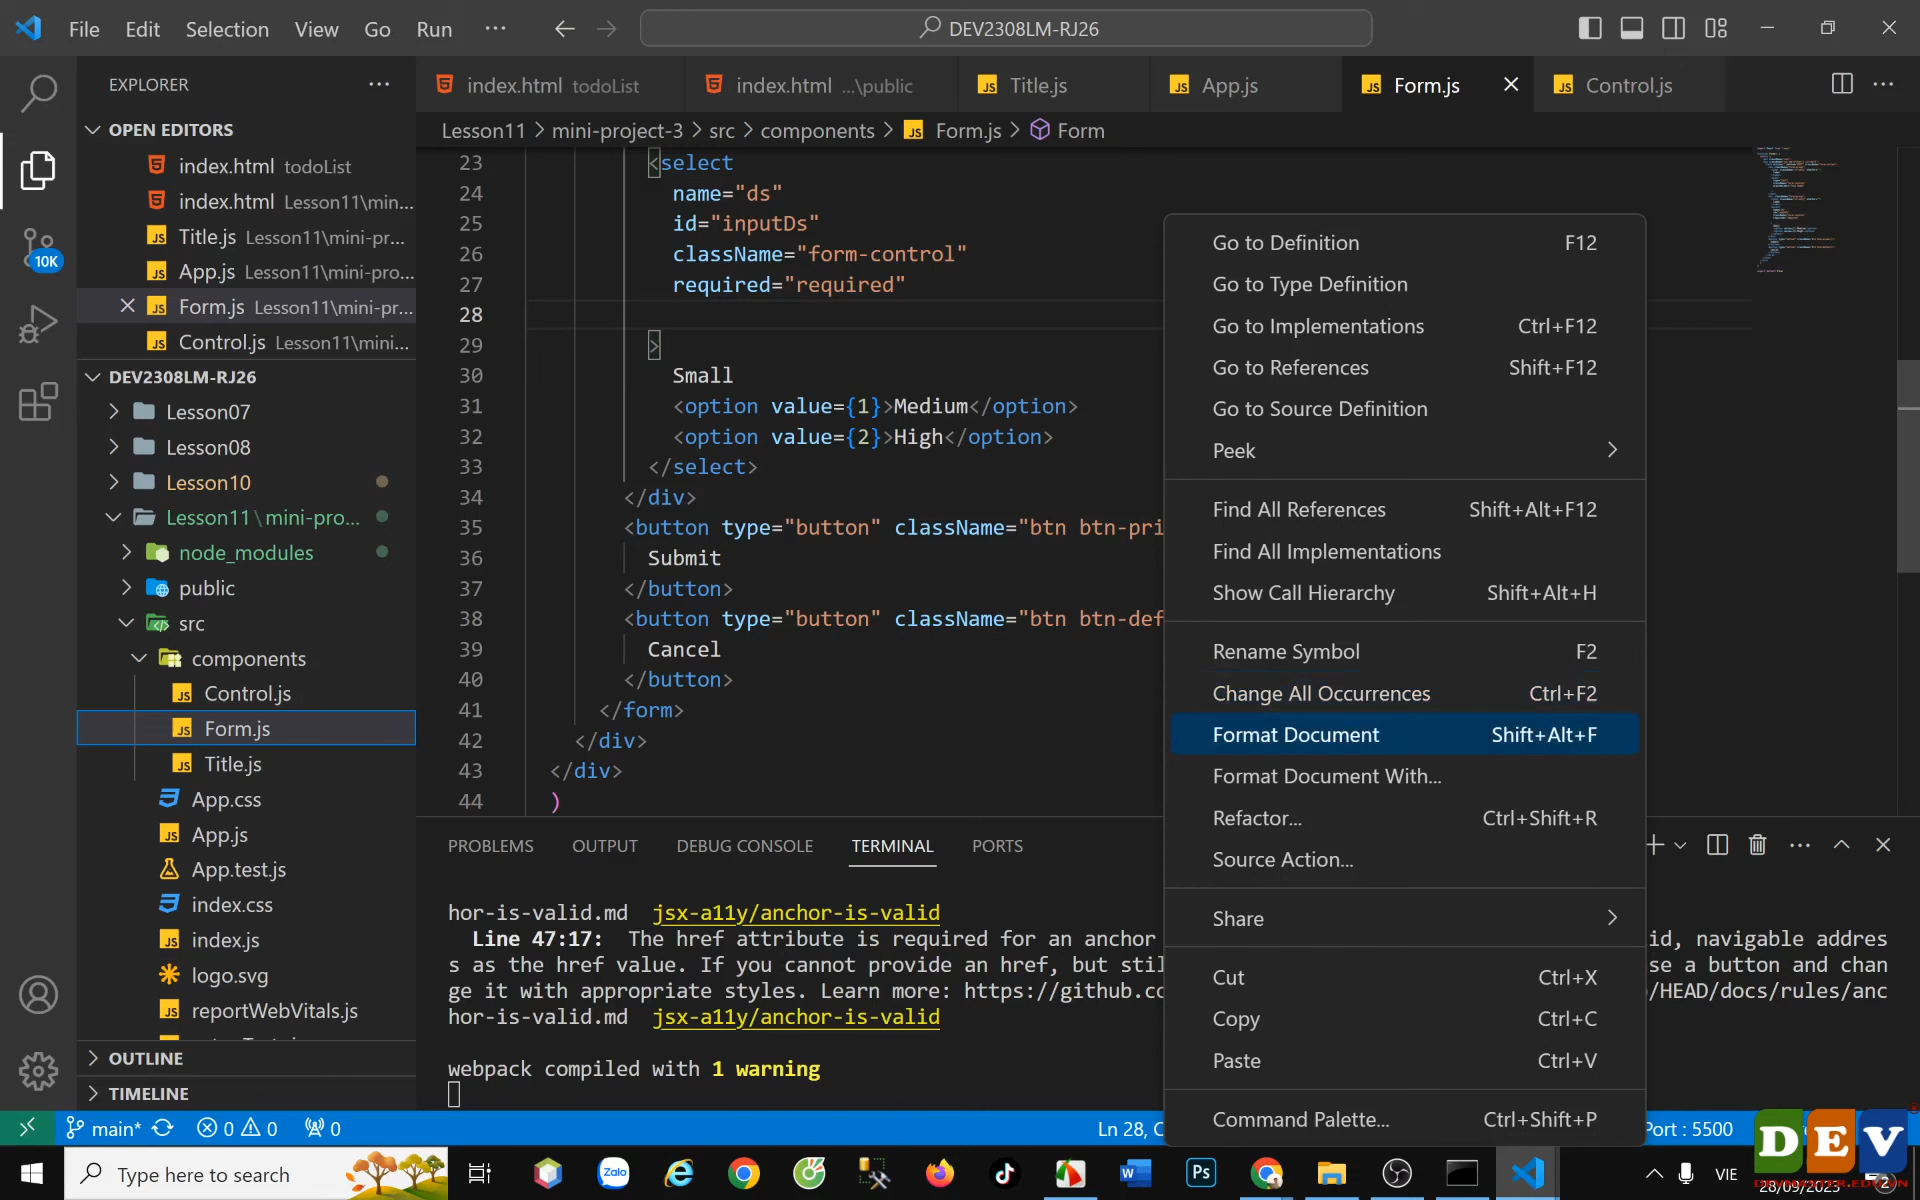 File Edit Selection View Go Run ··· DEV2308LM-RJ26
EXPLORER ···
OPEN EDITORS
index.html todoList
index.html Lesson11\min...
Title.js Lesson11\mini-pr...
App.js Lesson11\mini-pro...
Form.js Lesson11\mini-pr...
Control.js Lesson11\mini...
DEV2308LM-RJ26
Lesson07
Lesson08
Lesson10
Lesson11\mini-pro...
node_modules
public
src
components
Control.js
Form.js
Title.js
App.css
App.js
App.test.js
index.css
index.js
logo.svg
reportWebVitals.js
OUTLINE
TIMELINE
10K
index.html todoList index.html ...\public Title.js App.js Form.js Control.js
Lesson11 > mini-project-3 > src > components > Form.js > Form
23 <select
24 name="ds"
25 id="inputDs"
26 className="form-control"
27 required="required"
28
29 >
30 Small
31 <option value={1}>Medium</option>
32 <option value={2}>High</option>
33 </select>
34 </div>
35 <button type="button" className="btn btn-pri
36 Submit
37 </button>
38 <button type="button" className="btn btn-def
39 Cancel
40 </button>
41 </form>
42 </div>
43 </div>
44 )
Go to Definition F12
Go to Type Definition
Go to Implementations Ctrl+F12
Go to References Shift+F12
Go to Source Definition
Peek
Find All References Shift+Alt+F12
Find All Implementations
Show Call Hierarchy Shift+Alt+H
Rename Symbol F2
Change All Occurrences Ctrl+F2
Format Document Shift+Alt+F
Format Document With...
Refactor... Ctrl+Shift+R
Source Action...
Share
Cut Ctrl+X
Copy Ctrl+C
Paste Ctrl+V
Command Palette... Ctrl+Shift+P
PROBLEMS OUTPUT DEBUG CONSOLE TERMINAL PORTS
hor-is-valid.md jsx-a11y/anchor-is-valid
Line 47:17: The href attribute is required for an anchor id, navigable addres
s as the href value. If you cannot provide an href, but stil se a button and chan
ge it with appropriate styles. Learn more: https://github.co /HEAD/docs/rules/anc
hor-is-valid.md jsx-a11y/anchor-is-valid
webpack compiled with 1 warning
main* 0 0 0 Ln 28, C Port : 5500
Type here to search
Zalo
Ps
VIE
28/09/2023
2
DEV